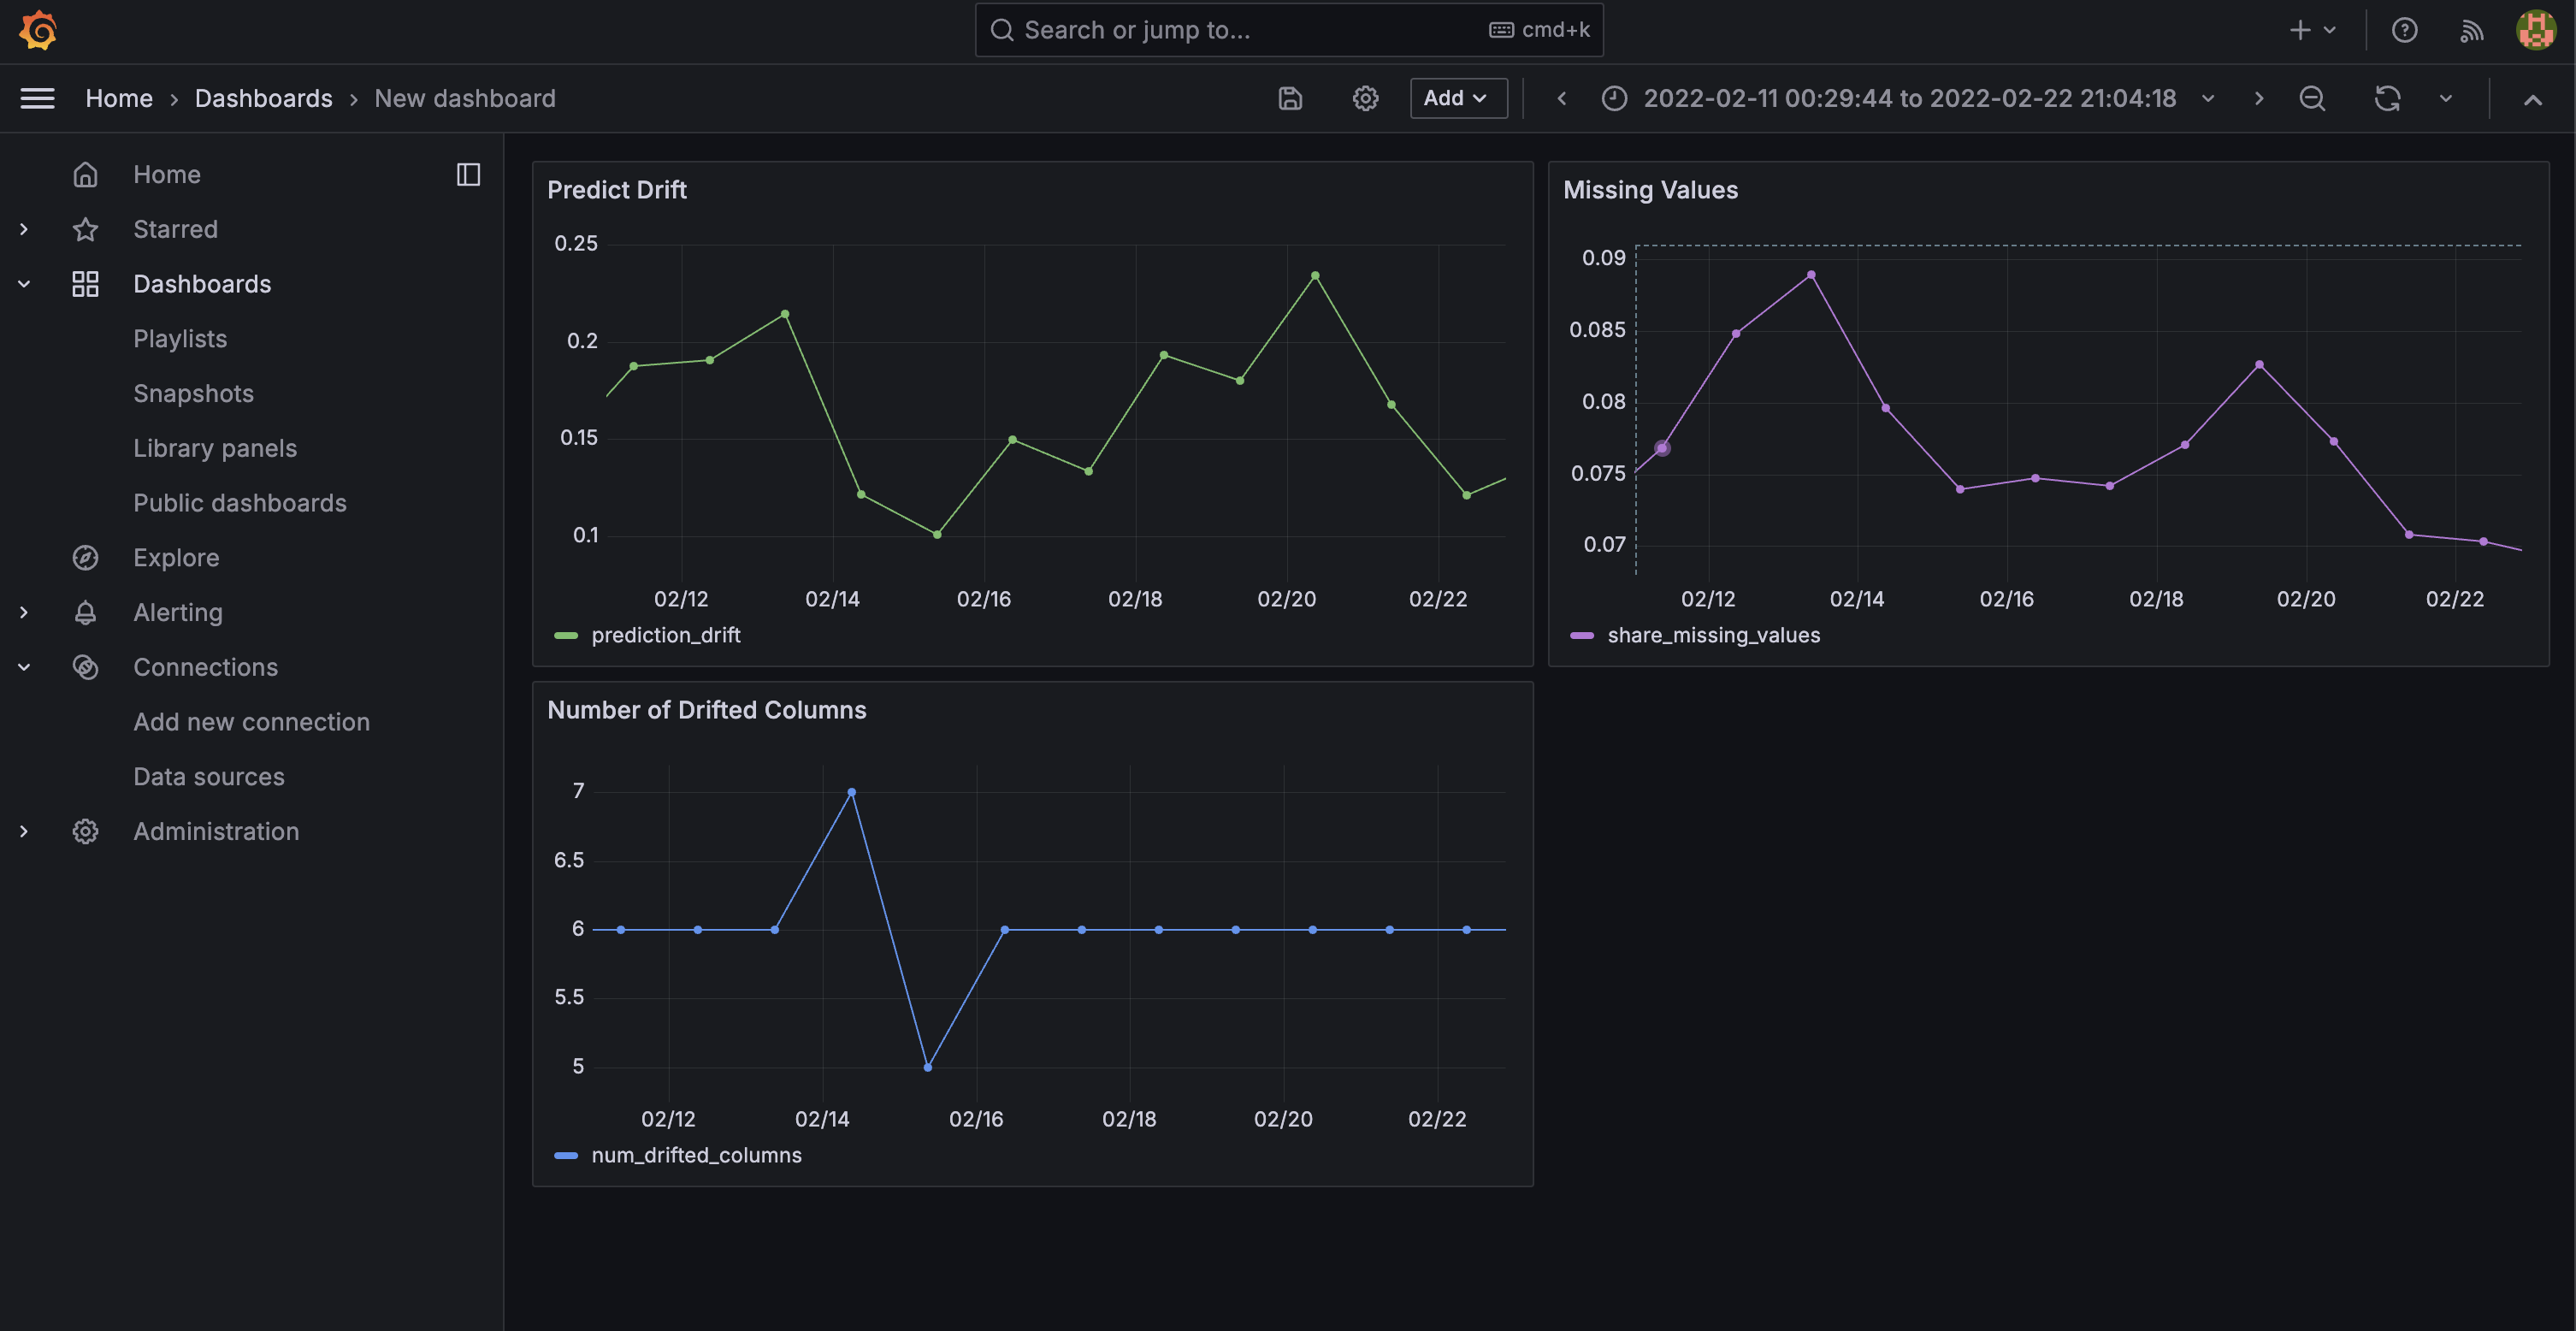 Search or jump to... cmd+k
Home Dashboards New dashboard Add 2022-02-11 00:29:44 to 2022-02-22 21:04:18
Home
Starred
Dashboards
Playlists
Snapshots
Library panels
Public dashboards
Explore
Alerting
Connections
Add new connection
Data sources
Administration
Predict Drift
0.25
0.2
0.15
0.1
02/12 02/14 02/16 02/18 02/20 02/22
prediction_drift
Missing Values
0.09
0.085
0.08
0.075
0.07
02/12 02/14 02/16 02/18 02/20 02/22
share_missing_values
Number of Drifted Columns
7
6.5
6
5.5
5
02/12 02/14 02/16 02/18 02/20 02/22
num_drifted_columns